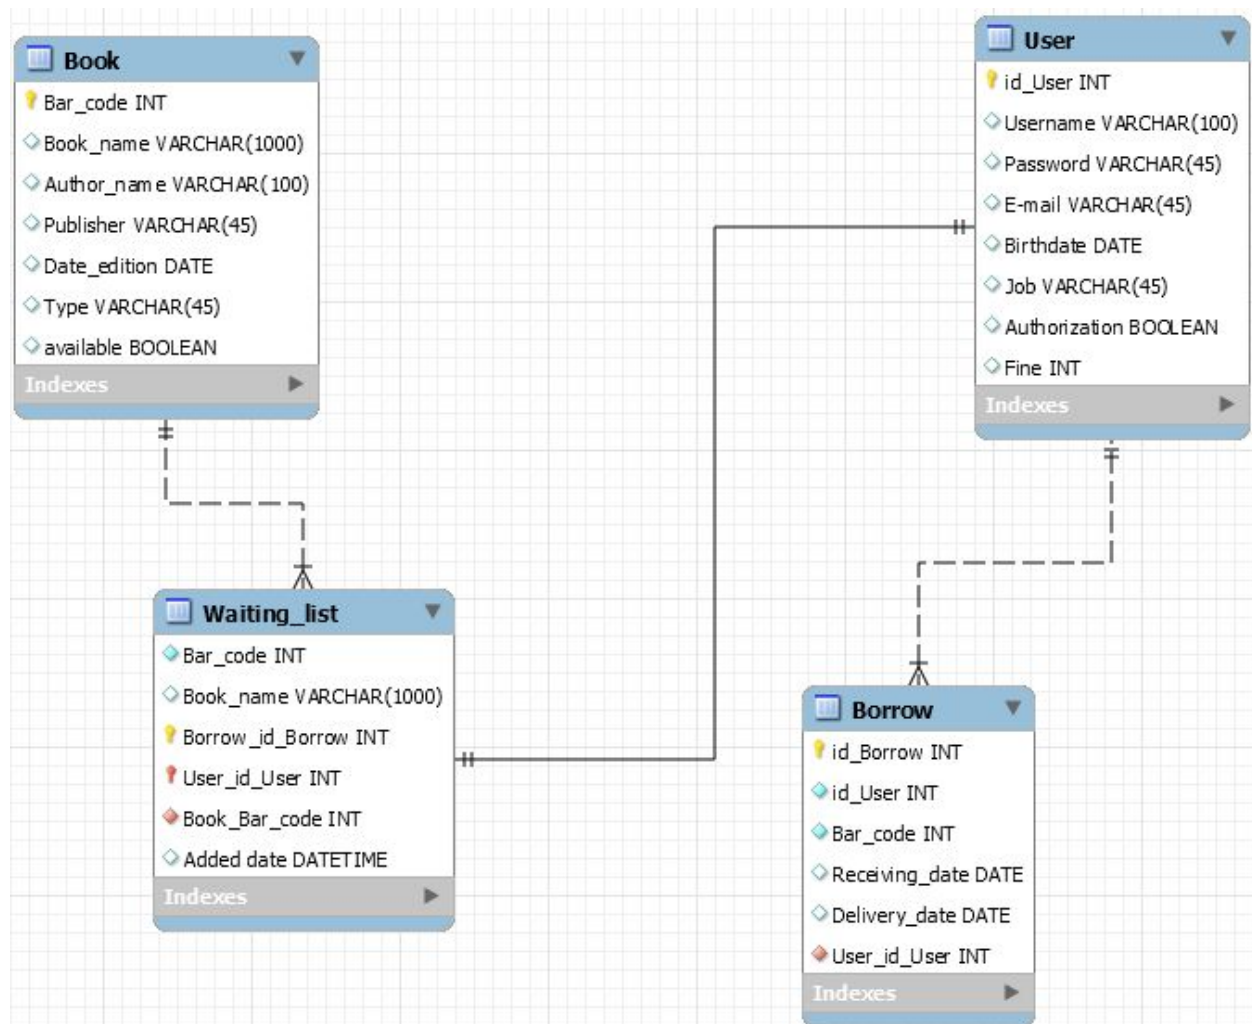 Book
Bar_code INT
Book_name VARCHAR(1000)
Author_name VARCHAR(100)
Publisher VARCHAR(45)
Date_edition DATE
Type VARCHAR(45)
available BOOLEAN
Indexes
User
id_User INT
Username VARCHAR(100)
Password VARCHAR(45)
E-mail VARCHAR(45)
Birthdate DATE
Job VARCHAR(45)
Authorization BOOLEAN
Fine INT
Indexes
Waiting_list
Bar_code INT
Book_name VARCHAR(1000)
Borrow_id_Borrow INT
User_id_User INT
Book_Bar_code INT
Added date DATETIME
Indexes
Borrow
id_Borrow INT
id_User INT
Bar_code INT
Receiving_date DATE
Delivery_date DATE
User_id_User INT
Indexes